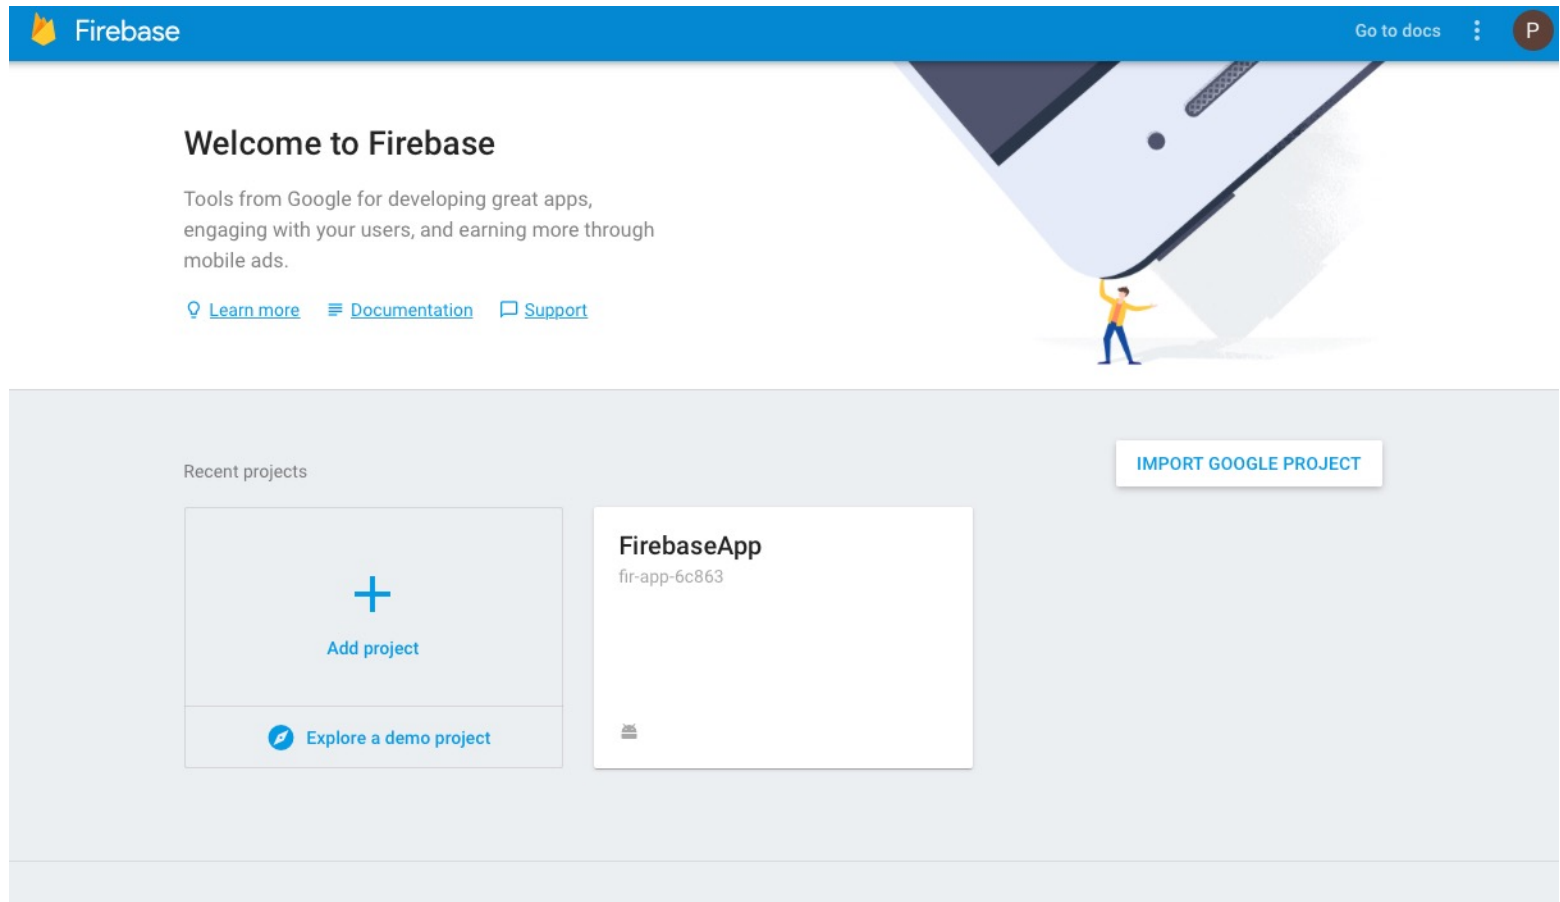 Firebase
Go to docs
P
Welcome to Firebase
Tools from Google for developing great apps,
engaging with your users, and earning more through
mobile ads.
Learn more Documentation Support
Recent projects
IMPORT GOOGLE PROJECT
FirebaseApp
fir-app-6c863
Add project
Explore a demo project